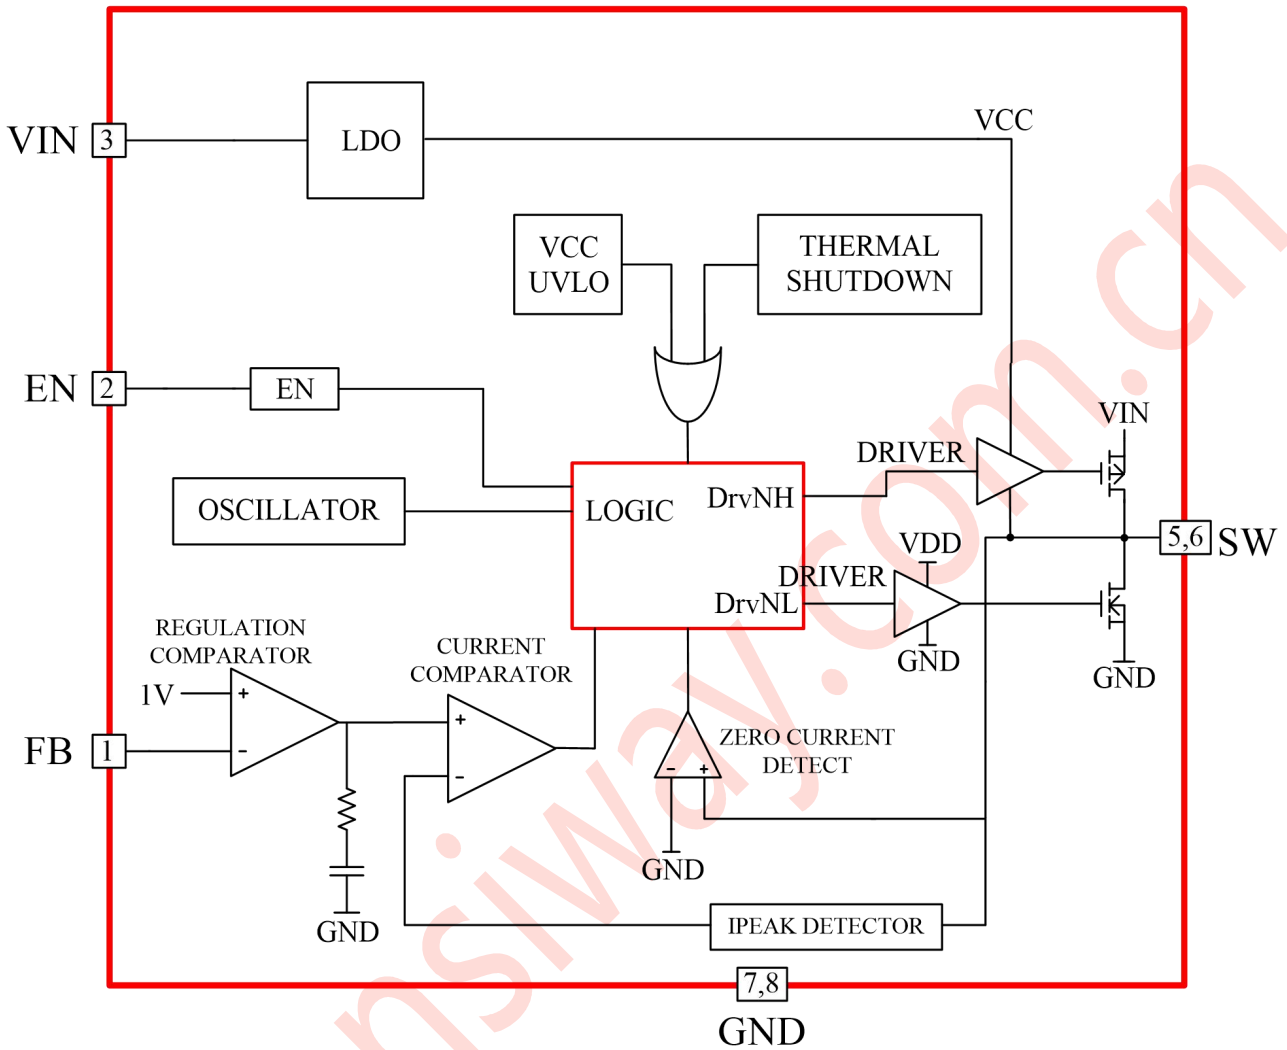 VIN
3
LDO
VCC
VCC
UVLO
THERMAL
SHUTDOWN
EN
2
EN
VIN
DRIVER
OSCILLATOR
LOGIC
DrvNH
5,6
SW
VDD
DRIVER
DrvNL
GND
GND
REGULATION
COMPARATOR
1V
+
-
CURRENT
COMPARATOR
+
-
FB
1
ZERO CURRENT
DETECT
-
+
GND
GND
IPEAK DETECTOR
7,8
GND
nsiway.com.cn